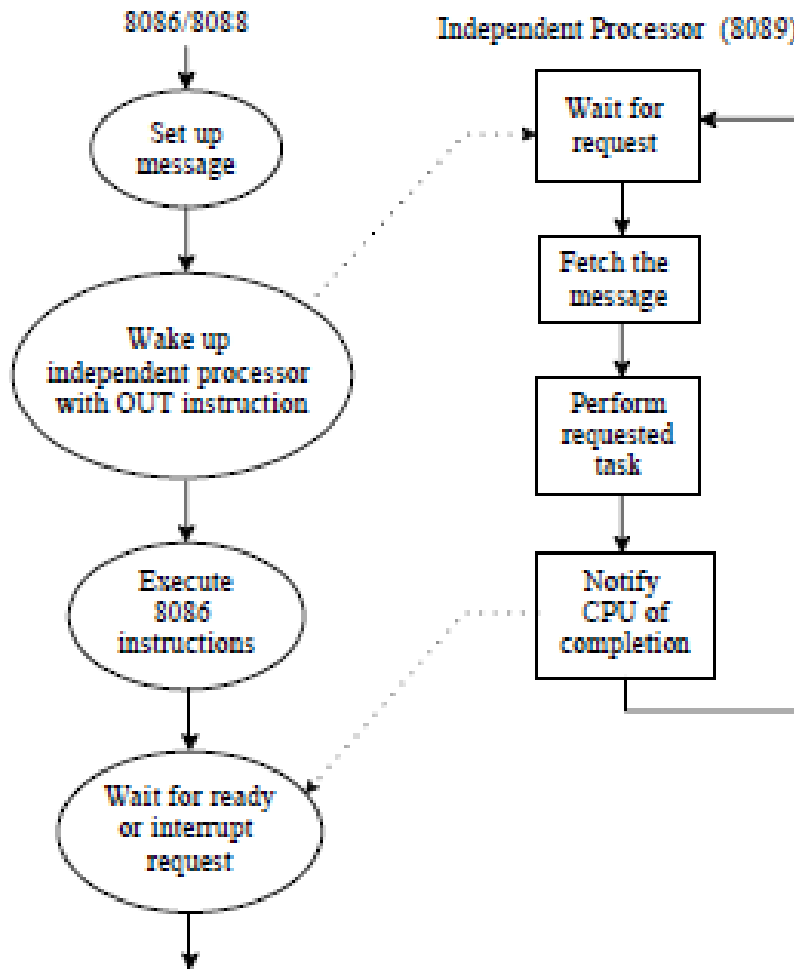 8086/8088
Set up
message
Wake up
independent processor
with OUT instruction
Execute
8086
instructions
Wait for ready
or interrupt
request
Independent Processor (8089)
Wait for
request
Fetch the
message
Perform
requested
task
Notify
CPU of
completion